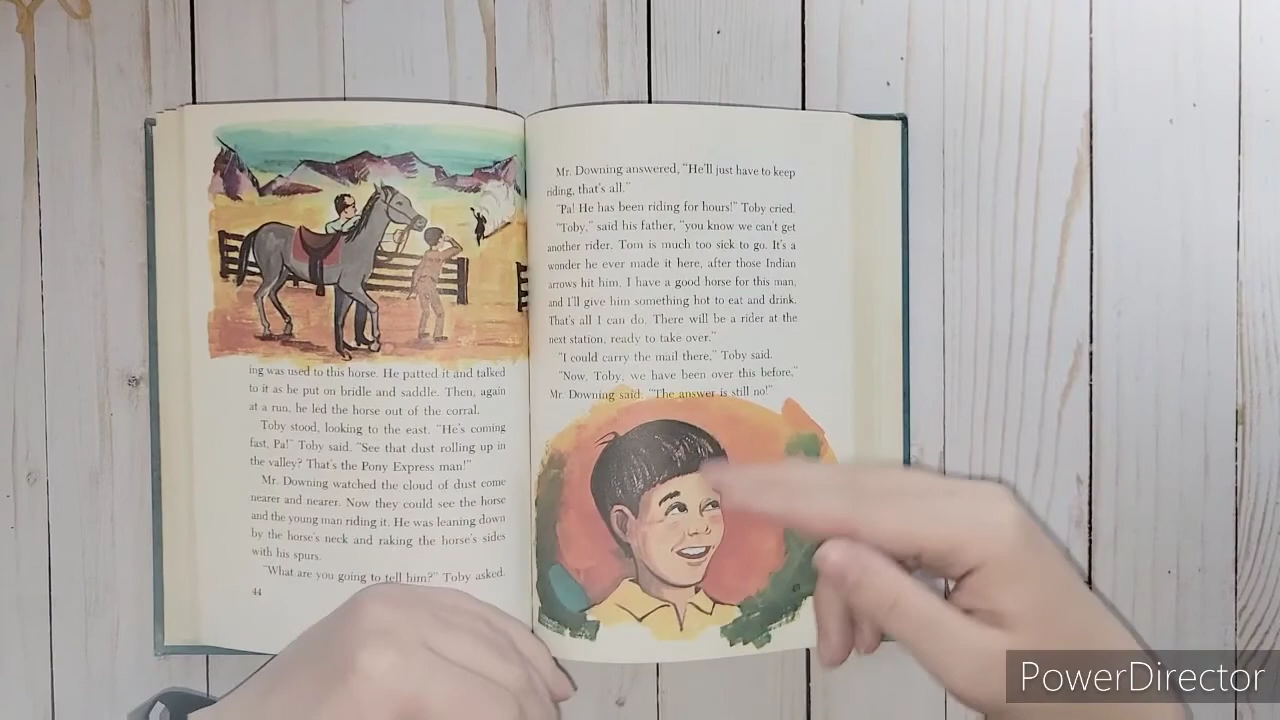 ing was used to this horse. He patted it and talked
to it as he put on bridle and saddle. Then, again
at a run, he led the horse out of the corral.
Toby stood, looking to the east. "He's coming
fast, Pa!" Toby said. "See that dust rolling up in
the valley? That's the Pony Express man!"
Mr. Downing watched the cloud of dust come
nearer and nearer. Now they could see the horse
and the young man riding it. He was leaning down
by the horse's neck and raking the horse's sides
with his spurs.
"What are you going to tell him?" Toby asked.
44
Mr. Downing answered, "He'll just have to keep
riding, that's all."
"Pa! He has been riding for hours!" Toby cried.
"Toby," said his father, "you know we can't get
another rider. Tom is much too sick to go. It's a
wonder he ever made it here, after those Indian
arrows hit him. I have a good horse for this man,
and I'll give him something hot to eat and drink.
That's all I can do. There will be a rider at the
next station, ready to take over."
"I could carry the mail there," Toby said.
"Now, Toby, we have been over this before,"
Mr. Downing said. "The answer is still no!"
PowerDirector